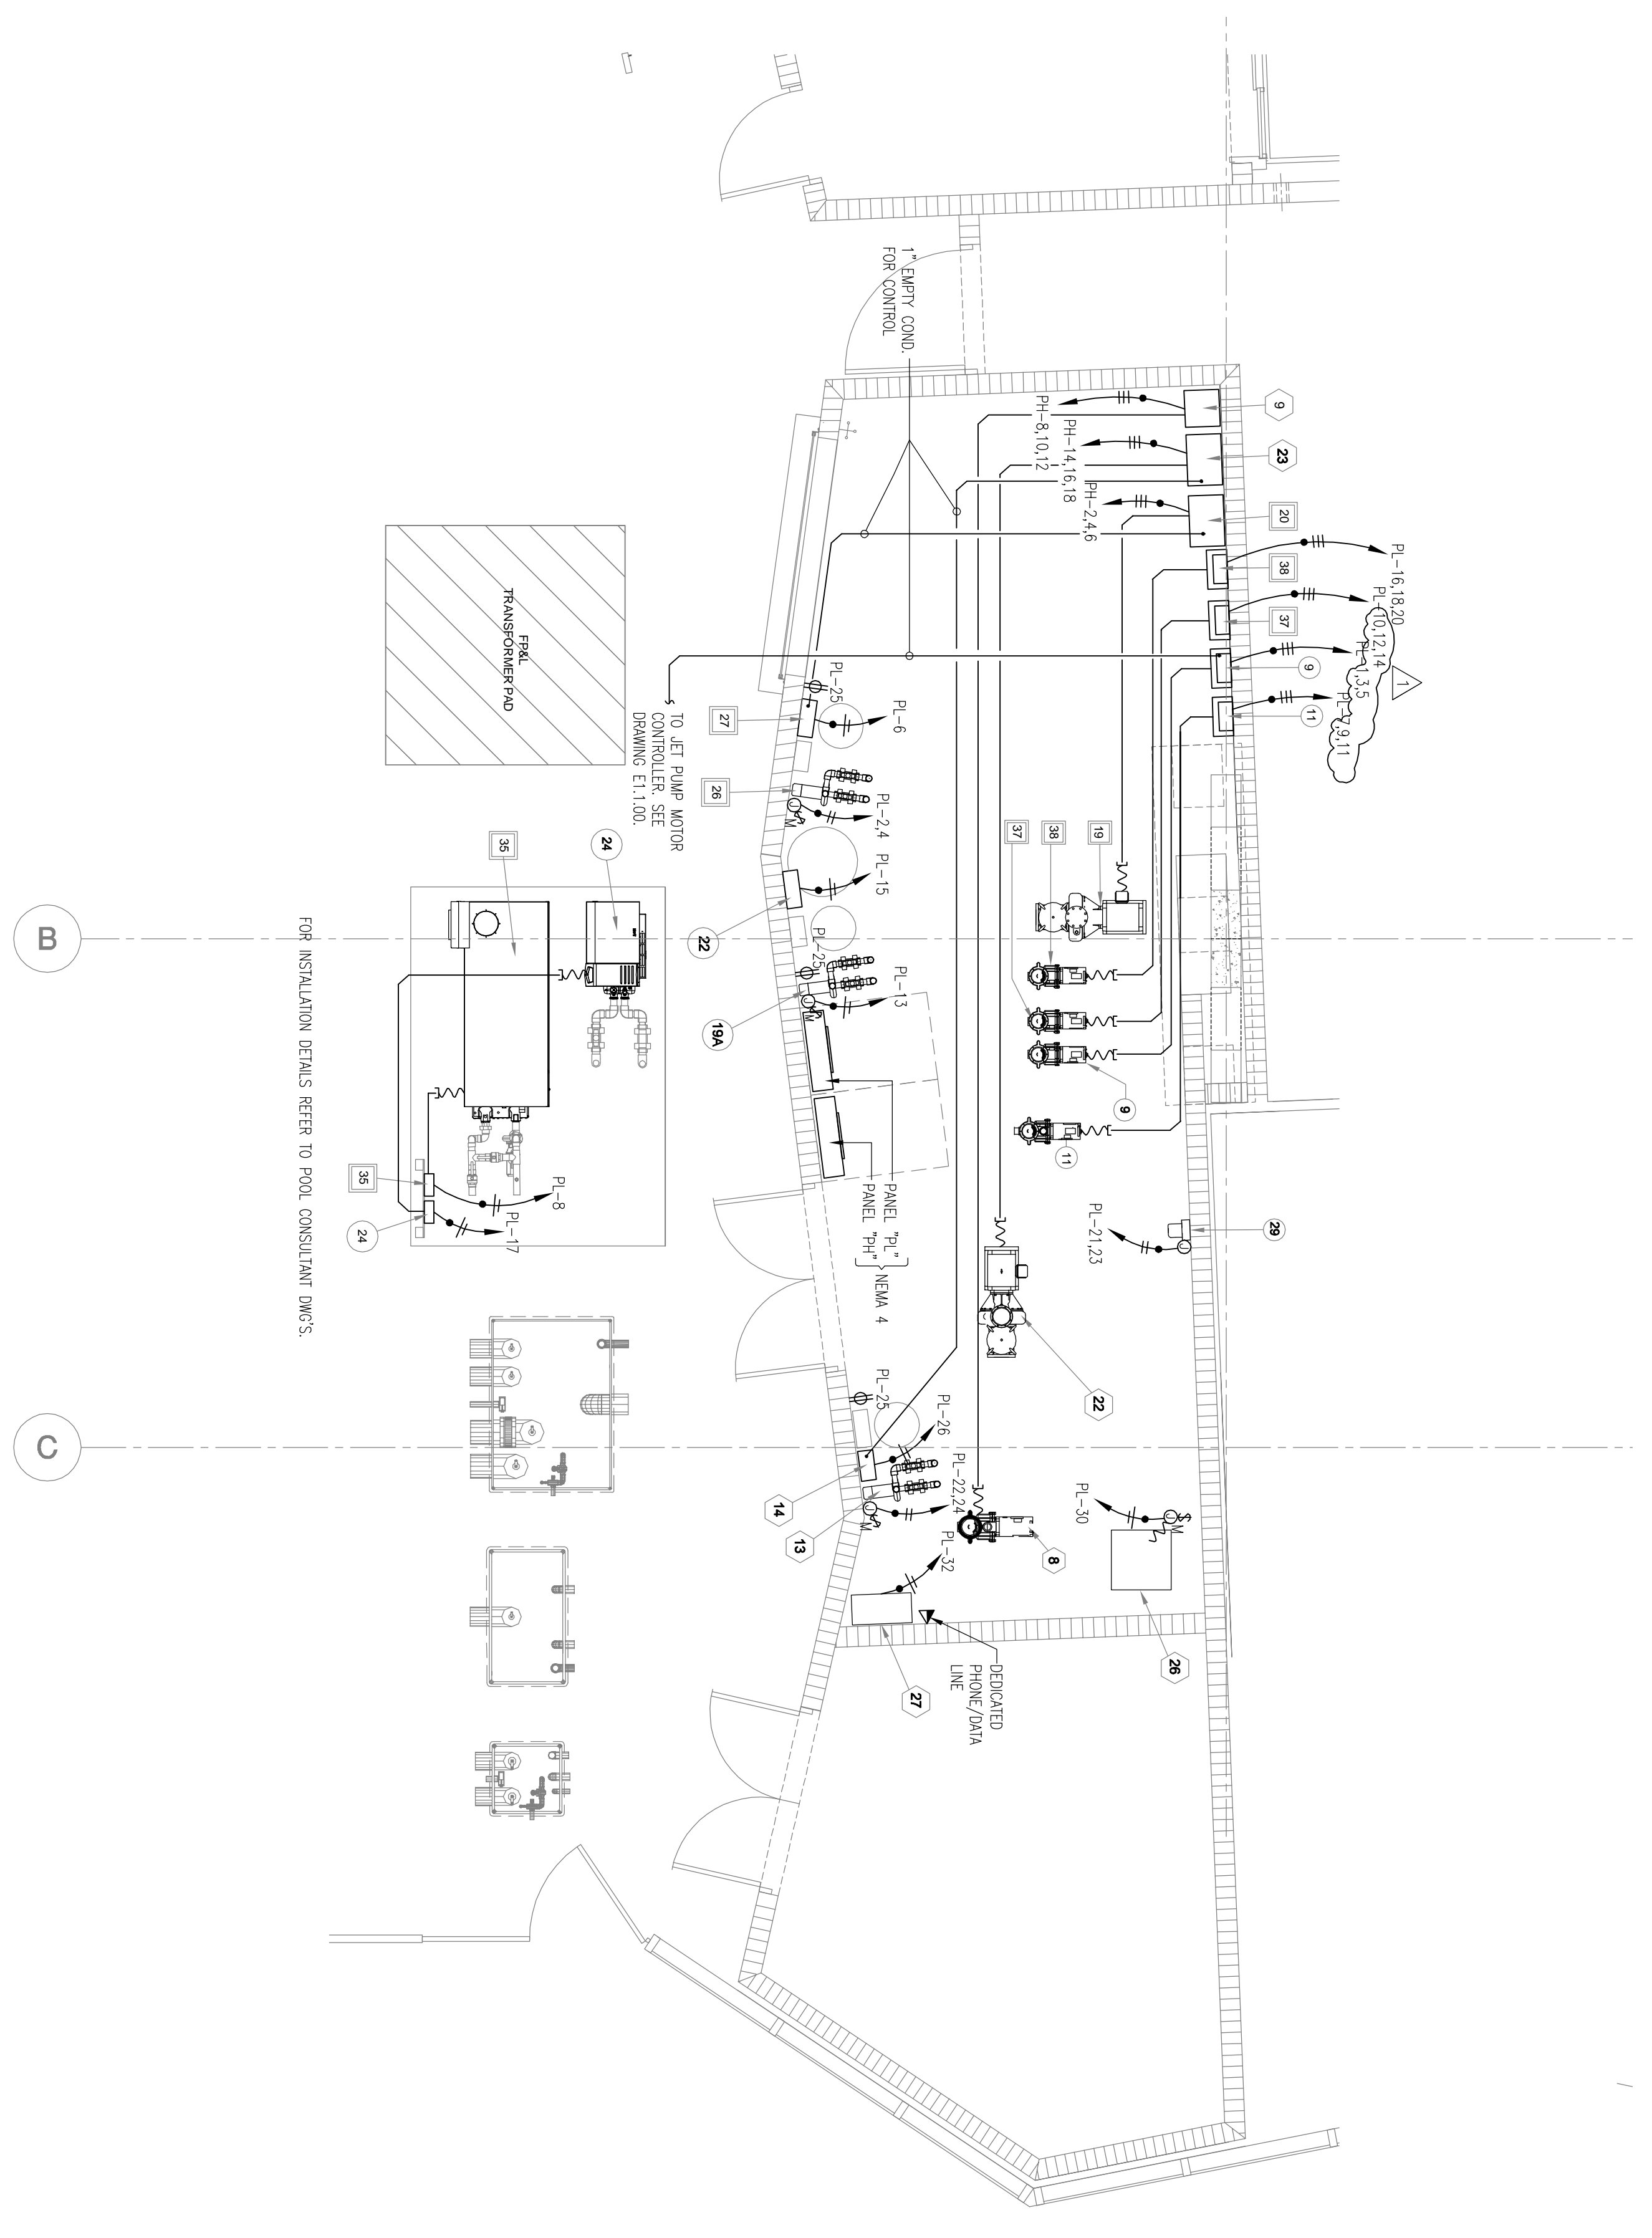 1" EMPTY COND.
FOR CONTROL
9
23
20
38
37
9
11
1
PH-8,10,12
PH-14,16,18
PH-2,4,6
PL-16,18,20
PL-10,12,14
PL-1,3,5
PL-7,9,11
FP&L
TRANSFORMER PAD
TO JET PUMP MOTOR
CONTROLLER. SEE
DRAWING E1.1.00.
PL-25
27
PL-6
26
J
M
PL-2,4
PL-15
22
PL-25
19A
J
M
PL-13
19
38
37
9
11
35
24
B
35
24
PL-8
PL-17
FOR INSTALLATION DETAILS REFER TO POOL CONSULTANT DWG'S.
PANEL "PL"
PANEL "PH"
NEMA 4
PL-21,23
J
29
22
PL-25
PL-26
C
14
13
J
M
PL-22,24
8
PL-30
J
M
26
PL-32
27
DEDICATED
PHONE/DATA
LINE